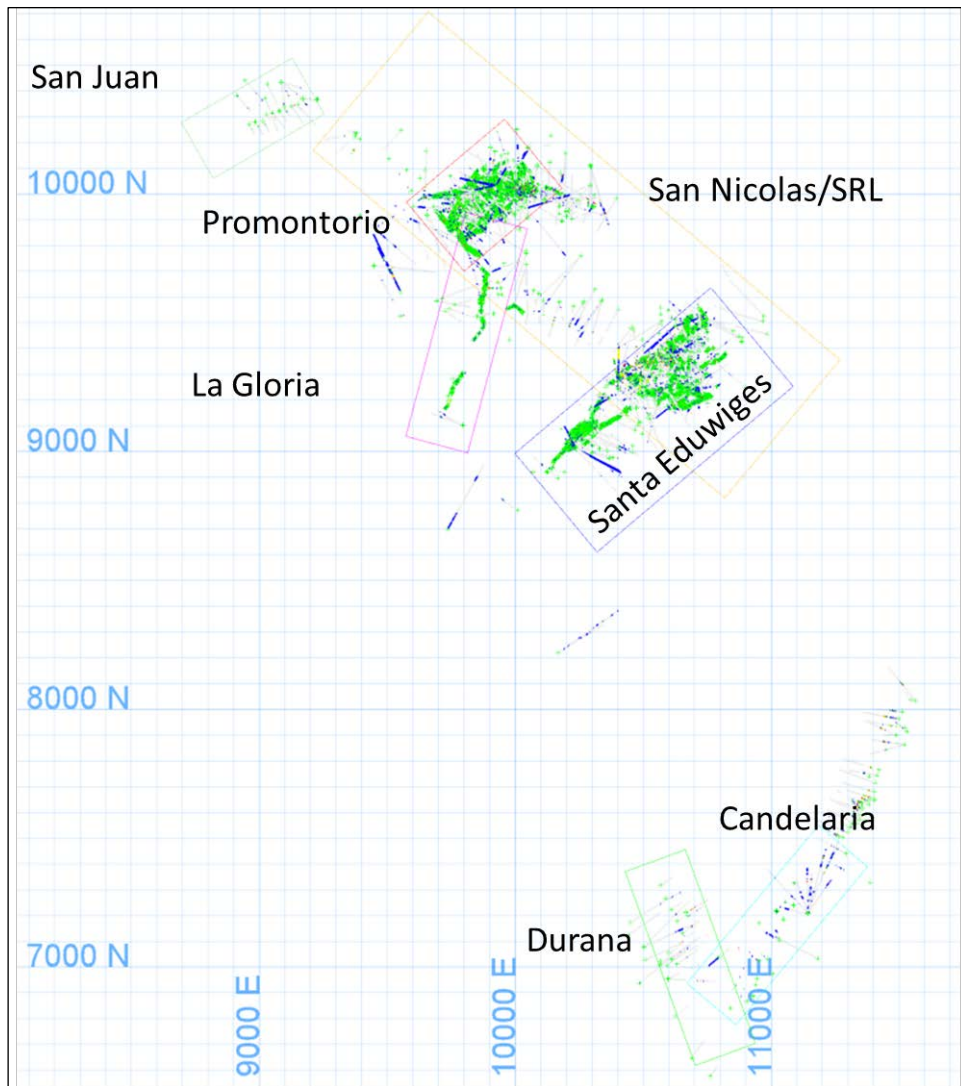 San Juan
10000 N
San Nicolas/SRL
Promontorio
La Gloria
9000 N
Santa Eduwiges
8000 N
Candelaria
Durana
7000 N
9000 E
10000 E
11000 E